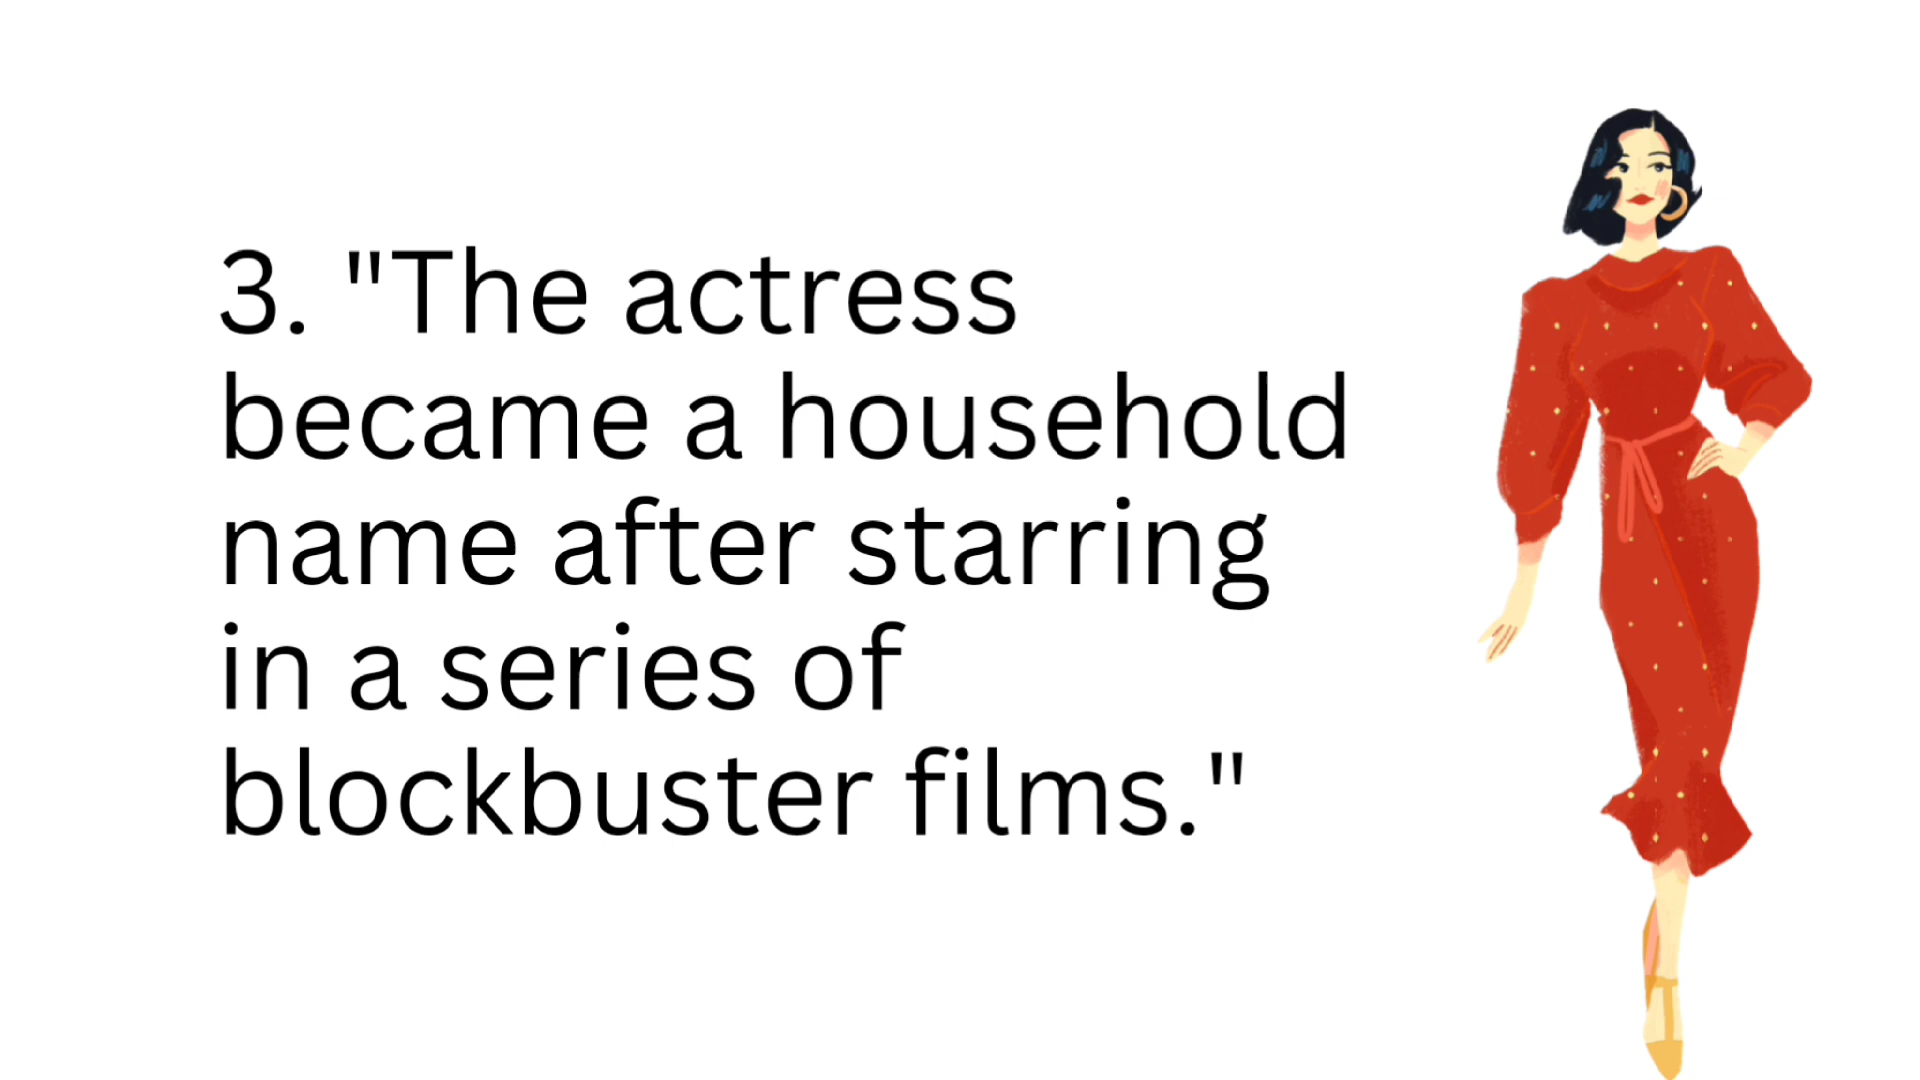 3. "The actress
became a household
name after starring
in a series of
blockbuster films."